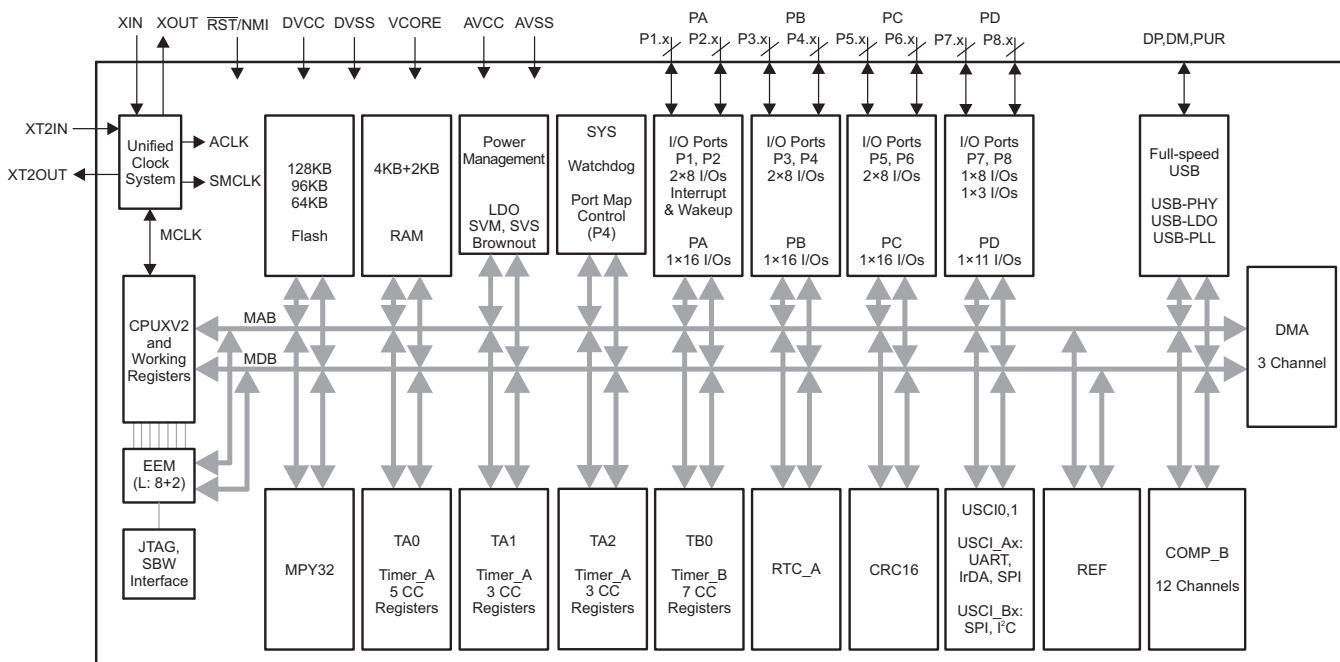 XIN
XOUT
RST/NMI
DVCC
DVSS
VCORE
AVCC
AVSS
PA
P1.x
P2.x
PB
P3.x
P4.x
PC
P5.x
P6.x
PD
P7.x
P8.x
DP,DM,PUR
XT2IN
XT2OUT
Unified
Clock
System
ACLK
SMCLK
MCLK
128KB
96KB
64KB
Flash
4KB+2KB
RAM
Power
Management
LDO
SVM, SVS
Brownout
SYS
Watchdog
Port Map
Control
(P4)
I/O Ports
P1, P2
2×8 I/Os
Interrupt
& Wakeup
PA
1×16 I/Os
I/O Ports
P3, P4
2×8 I/Os
PB
1×16 I/Os
I/O Ports
P5, P6
2×8 I/Os
PC
1×16 I/Os
I/O Ports
P7, P8
1×8 I/Os
1×3 I/Os
PD
1×11 I/Os
Full-speed
USB
USB-PHY
USB-LDO
USB-PLL
CPUXV2
and
Working
Registers
MAB
MDB
DMA
3 Channel
EEM
(L: 8+2)
JTAG,
SBW
Interface
MPY32
TA0
Timer_A
5 CC
Registers
TA1
Timer_A
3 CC
Registers
TA2
Timer_A
3 CC
Registers
TB0
Timer_B
7 CC
Registers
RTC_A
CRC16
USCI0,1
USCI_Ax:
UART,
IrDA, SPI
USCI_Bx:
SPI, I²C
REF
COMP_B
12 Channels